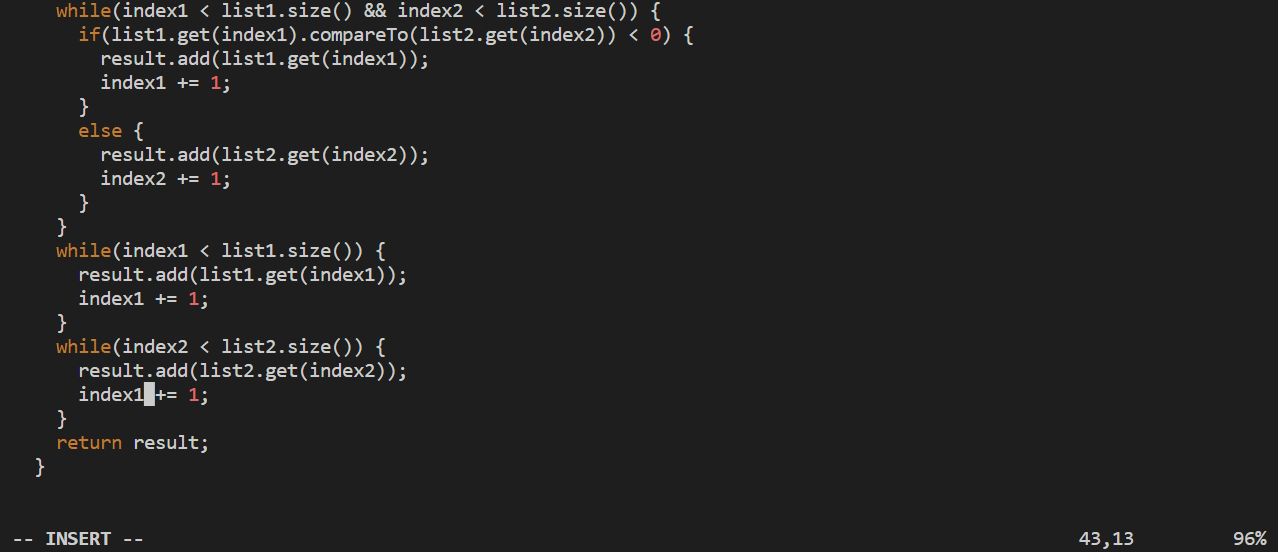 while(index1 < list1.size() && index2 < list2.size()) {
if(list1.get(index1).compareTo(list2.get(index2)) < 0) {
result.add(list1.get(index1));
index1 += 1;
}
else {
result.add(list2.get(index2));
index2 += 1;
}
}
while(index1 < list1.size()) {
result.add(list1.get(index1));
index1 += 1;
}
while(index2 < list2.size()) {
result.add(list2.get(index2));
index1 += 1;
}
return result;
}
-- INSERT -- 43,13 96%